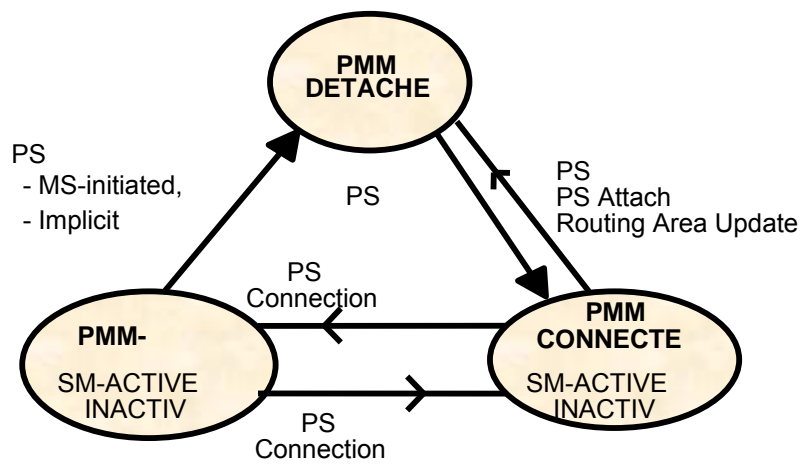 PMM
DETACHE
PS
- MS-initiated,
- Implicit
PS
PS
PS Attach
Routing Area Update
PS
Connection
PMM-
SM-ACTIVE
INACTIV
PMM
CONNECTE
SM-ACTIVE
INACTIV
PS
Connection